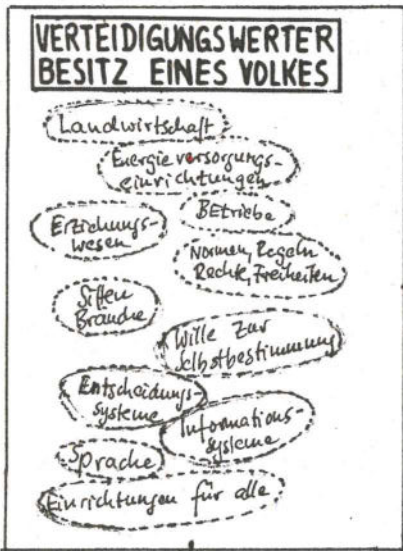 VERTEIDIGUNGSWERTER
BESITZ EINES VOLKES
Landwirtschaft
Energieversorgungs-
einrichtungen
Betriebe
Erziehungs-
wesen
Normen, Regeln
Rechte, Freiheiten
Sitten
Bräuche
Wille zur
Selbstbestimmung
Entscheidungs-
systeme
Informations-
systeme
Sprache
Einrichtungen für alle